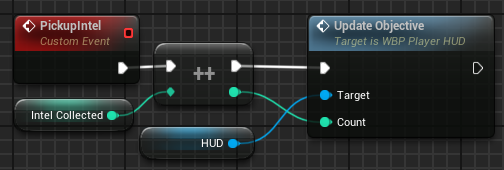 PickupIntel
Custom Event
++
Intel Collected
HUD
Update Objective
Target is WBP Player HUD
Target
Count